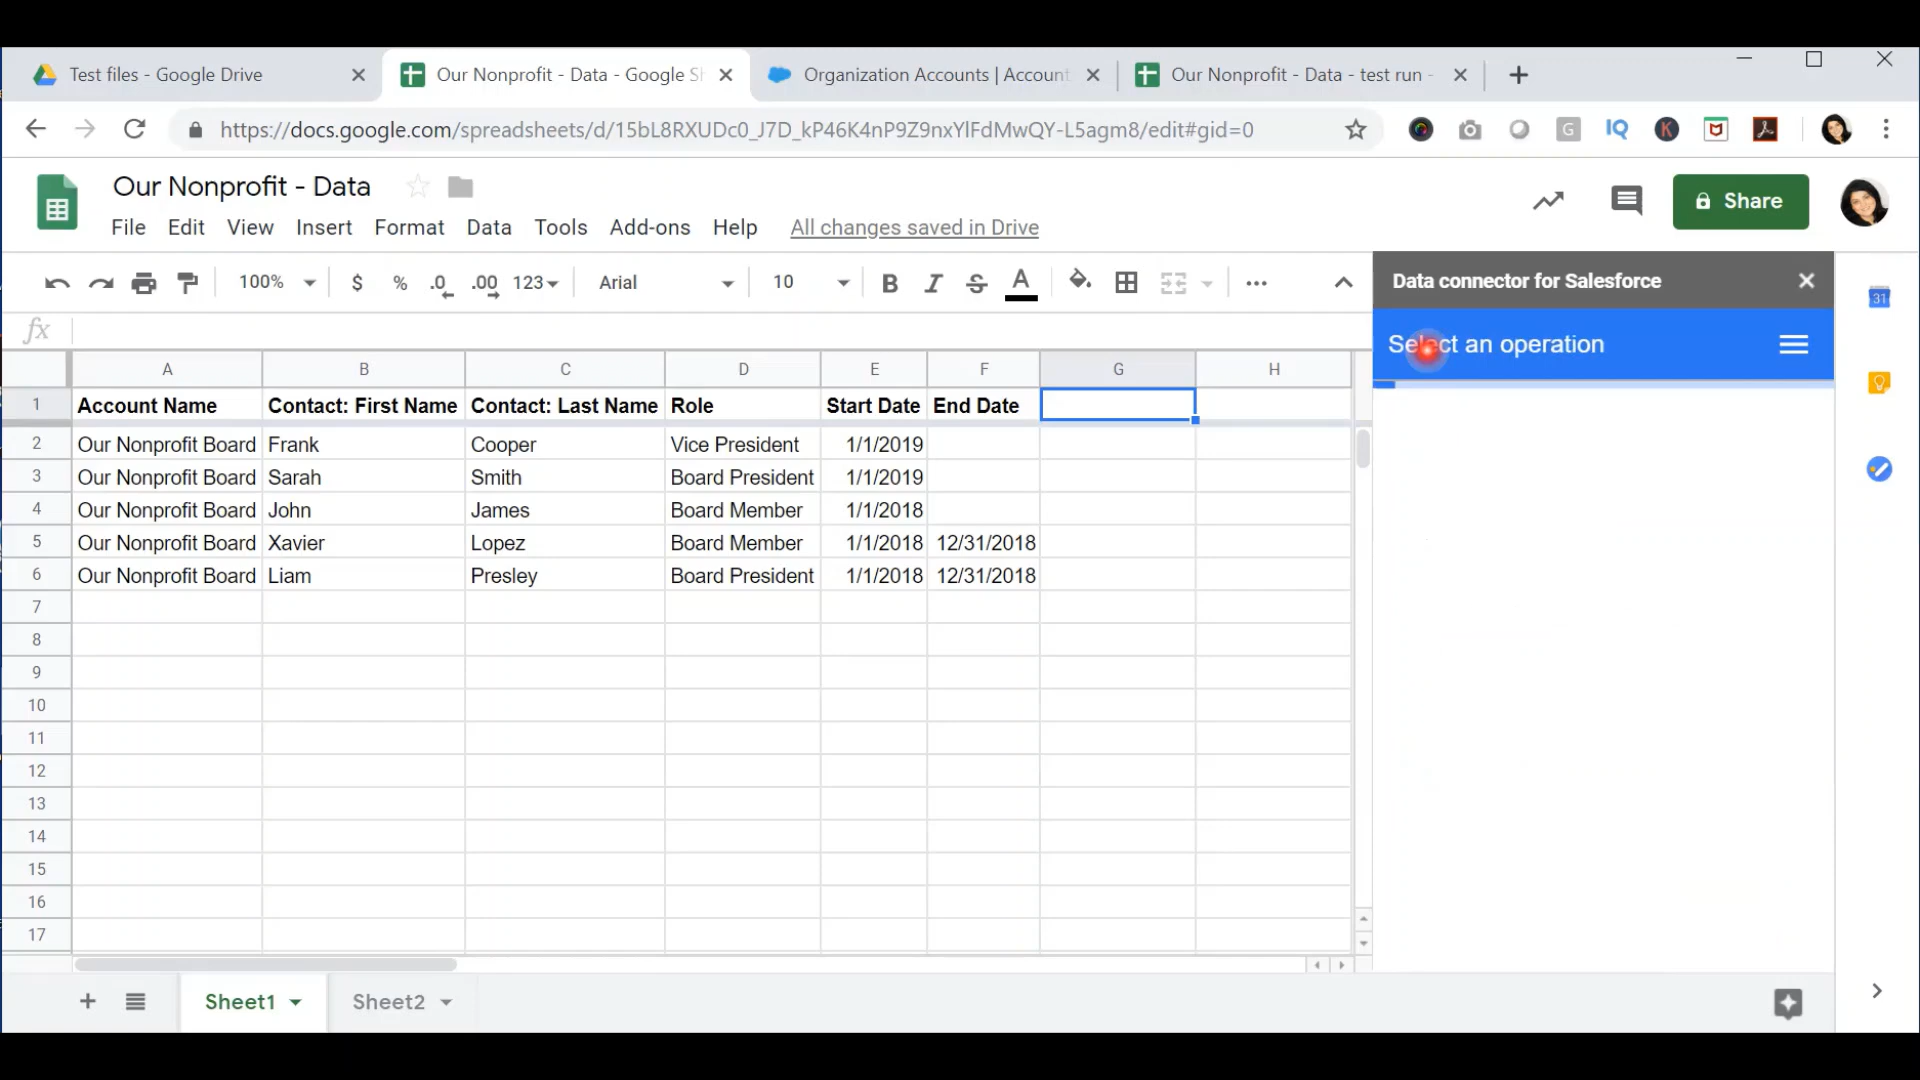 Test files - Google Drive
Our Nonprofit - Data - Google Sh
Organization Accounts | Account
Our Nonprofit - Data - test run -
https://docs.google.com/spreadsheets/d/15bL8RXUDc0_J7D_kP46K4nP9Z9nxYlFdMwQY-L5agm8/edit#gid=0
G IQ K
Our Nonprofit - Data
File Edit View Insert Format Data Tools Add-ons Help All changes saved in Drive
Share
100% $ % .0 .00 123 Arial 10 B I S A ...
Data connector for Salesforce
31
fx
Select an operation
A B C D E F G H
1 Account Name Contact: First Name Contact: Last Name Role Start Date End Date
2 Our Nonprofit Board Frank Cooper Vice President 1/1/2019
3 Our Nonprofit Board Sarah Smith Board President 1/1/2019
4 Our Nonprofit Board John James Board Member 1/1/2018
5 Our Nonprofit Board Xavier Lopez Board Member 1/1/2018 12/31/2018
6 Our Nonprofit Board Liam Presley Board President 1/1/2018 12/31/2018
7
8
9
10
11
12
13
14
15
16
17
Sheet1 Sheet2